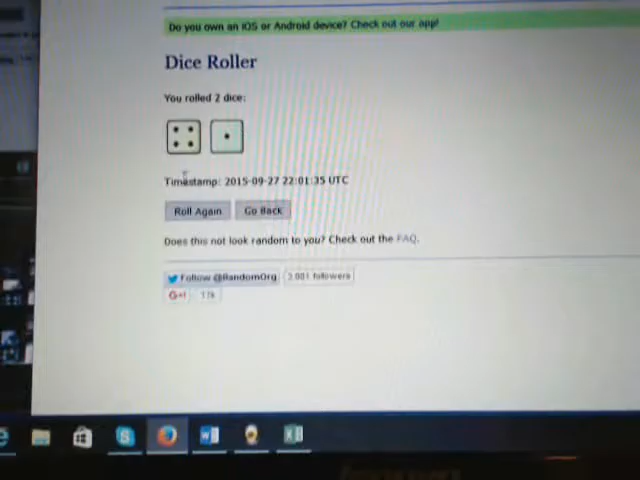 Do you own an iOS or Android device? Check out our app!
Dice Roller
You rolled 2 dice:
Timestamp: 2015-09-27 22:01:35 UTC
Roll Again Go Back
Does this not look random to you? Check out the FAQ.
Follow @RandomOrg followers
G+1